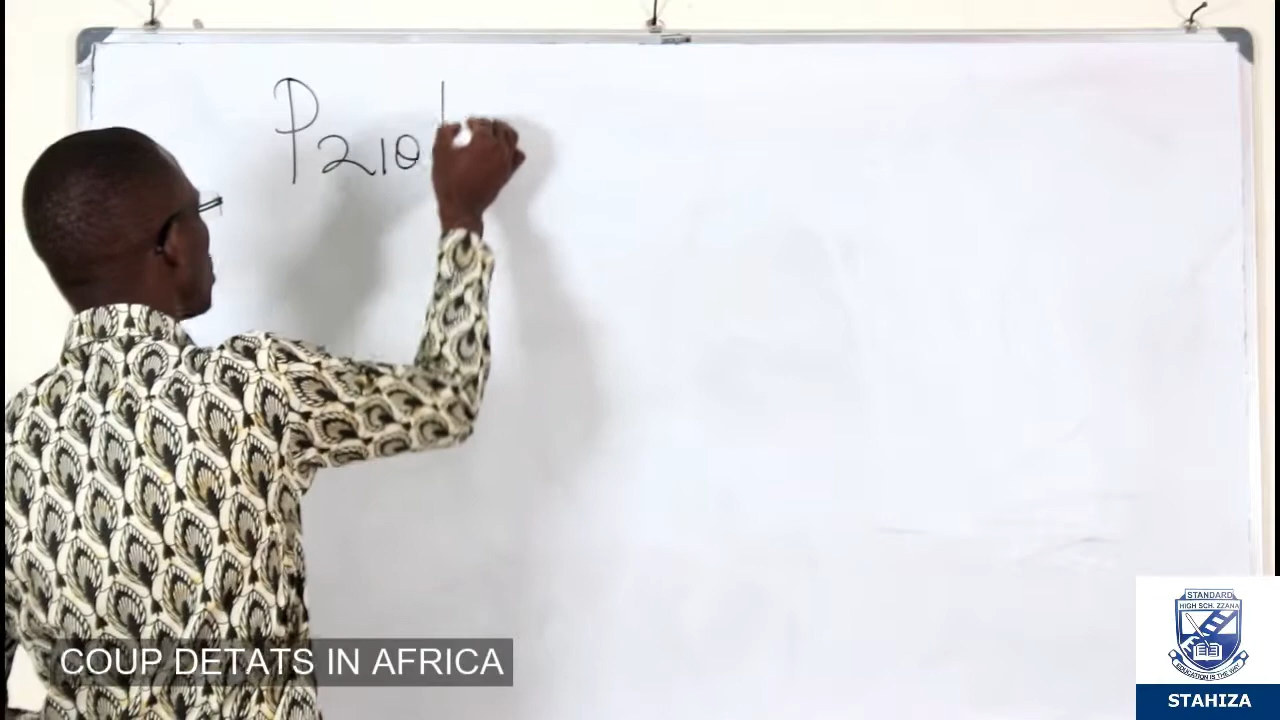 P210
COUP DETATS IN AFRICA
STANDARD
HIGH SCH. ZZANA
EDUCATION IS THE WAY
STAHIZA